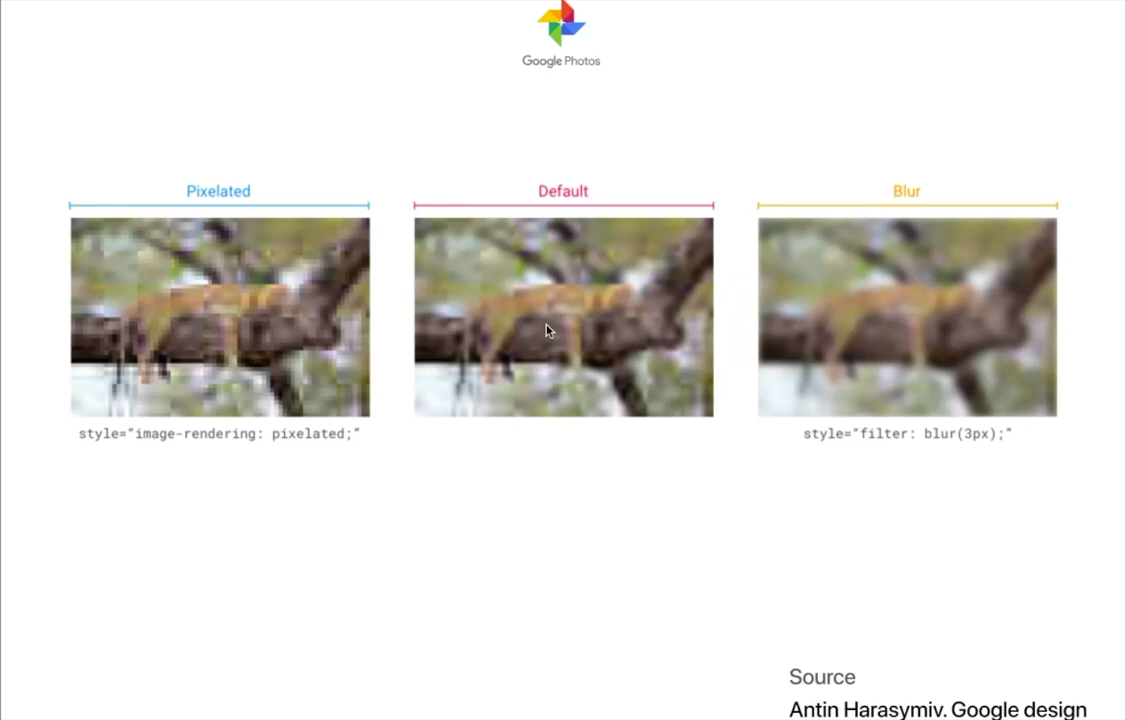 Google Photos
Pixelated
Default
Blur
style="image-rendering: pixelated;"
style="filter: blur(3px);"
Source
Antin Harasymiv. Google design